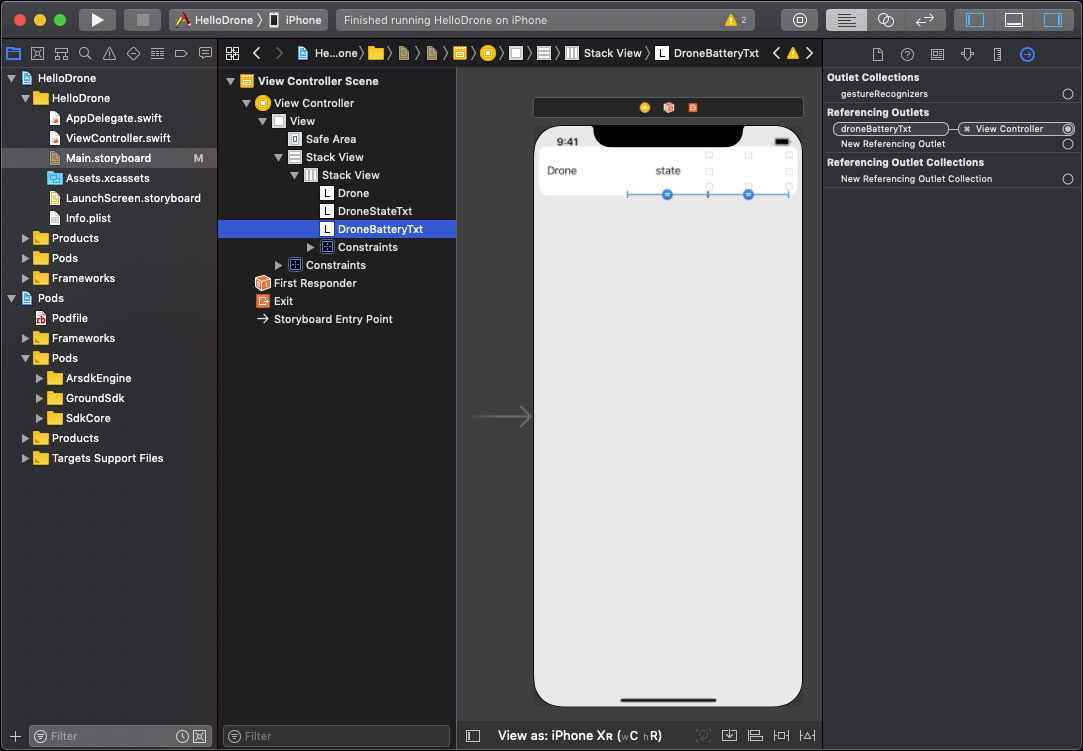 HelloDrone 〉 iPhone
Finished running HelloDrone on iPhone
2
He...one
Stack View
L DroneBatteryTxt
HelloDrone
HelloDrone
AppDelegate.swift
ViewController.swift
Main.storyboard M
Assets.xcassets
LaunchScreen.storyboard
Info.plist
Products
Pods
Frameworks
Pods
Podfile
Frameworks
Pods
ArsdkEngine
GroundSdk
SdkCore
Products
Targets Support Files
Filter
View Controller Scene
View Controller
View
Safe Area
Stack View
Stack View
L Drone
L DroneStateTxt
L DroneBatteryTxt
Constraints
Constraints
First Responder
Exit
Storyboard Entry Point
Filter
9:41
Drone state
View as: iPhone XR (wC hR)
Outlet Collections
gestureRecognizers
Referencing Outlets
droneBatteryTxt View Controller
New Referencing Outlet
Referencing Outlet Collections
New Referencing Outlet Collection